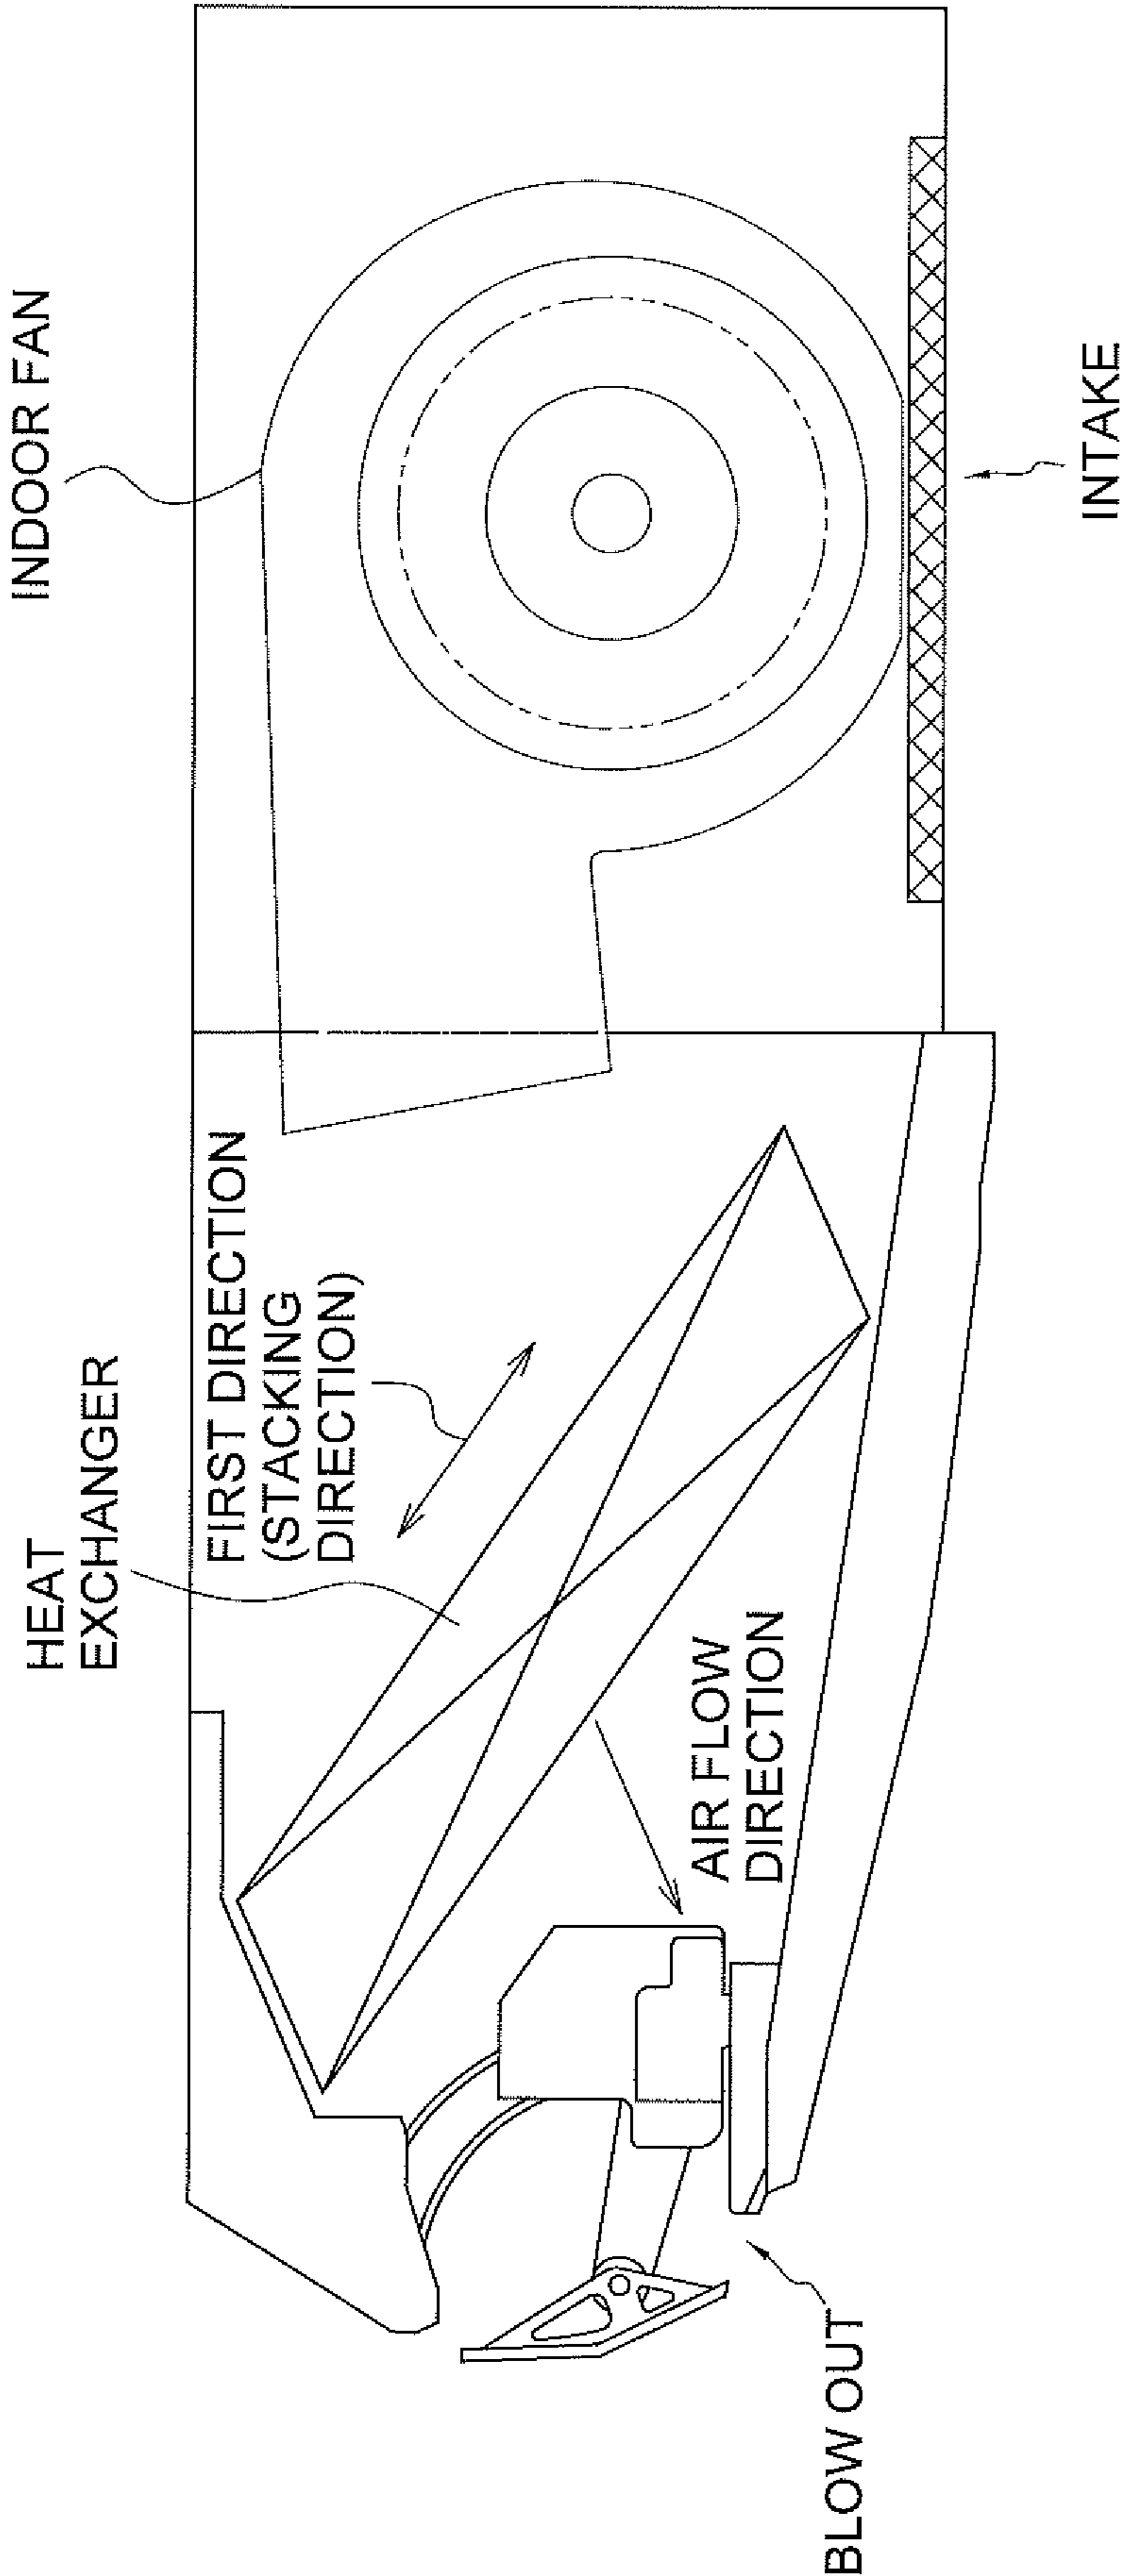 INDOOR FAN
HEAT
EXCHANGER
FIRST DIRECTION
(STACKING
DIRECTION)
AIR FLOW
DIRECTION
INTAKE
BLOW OUT